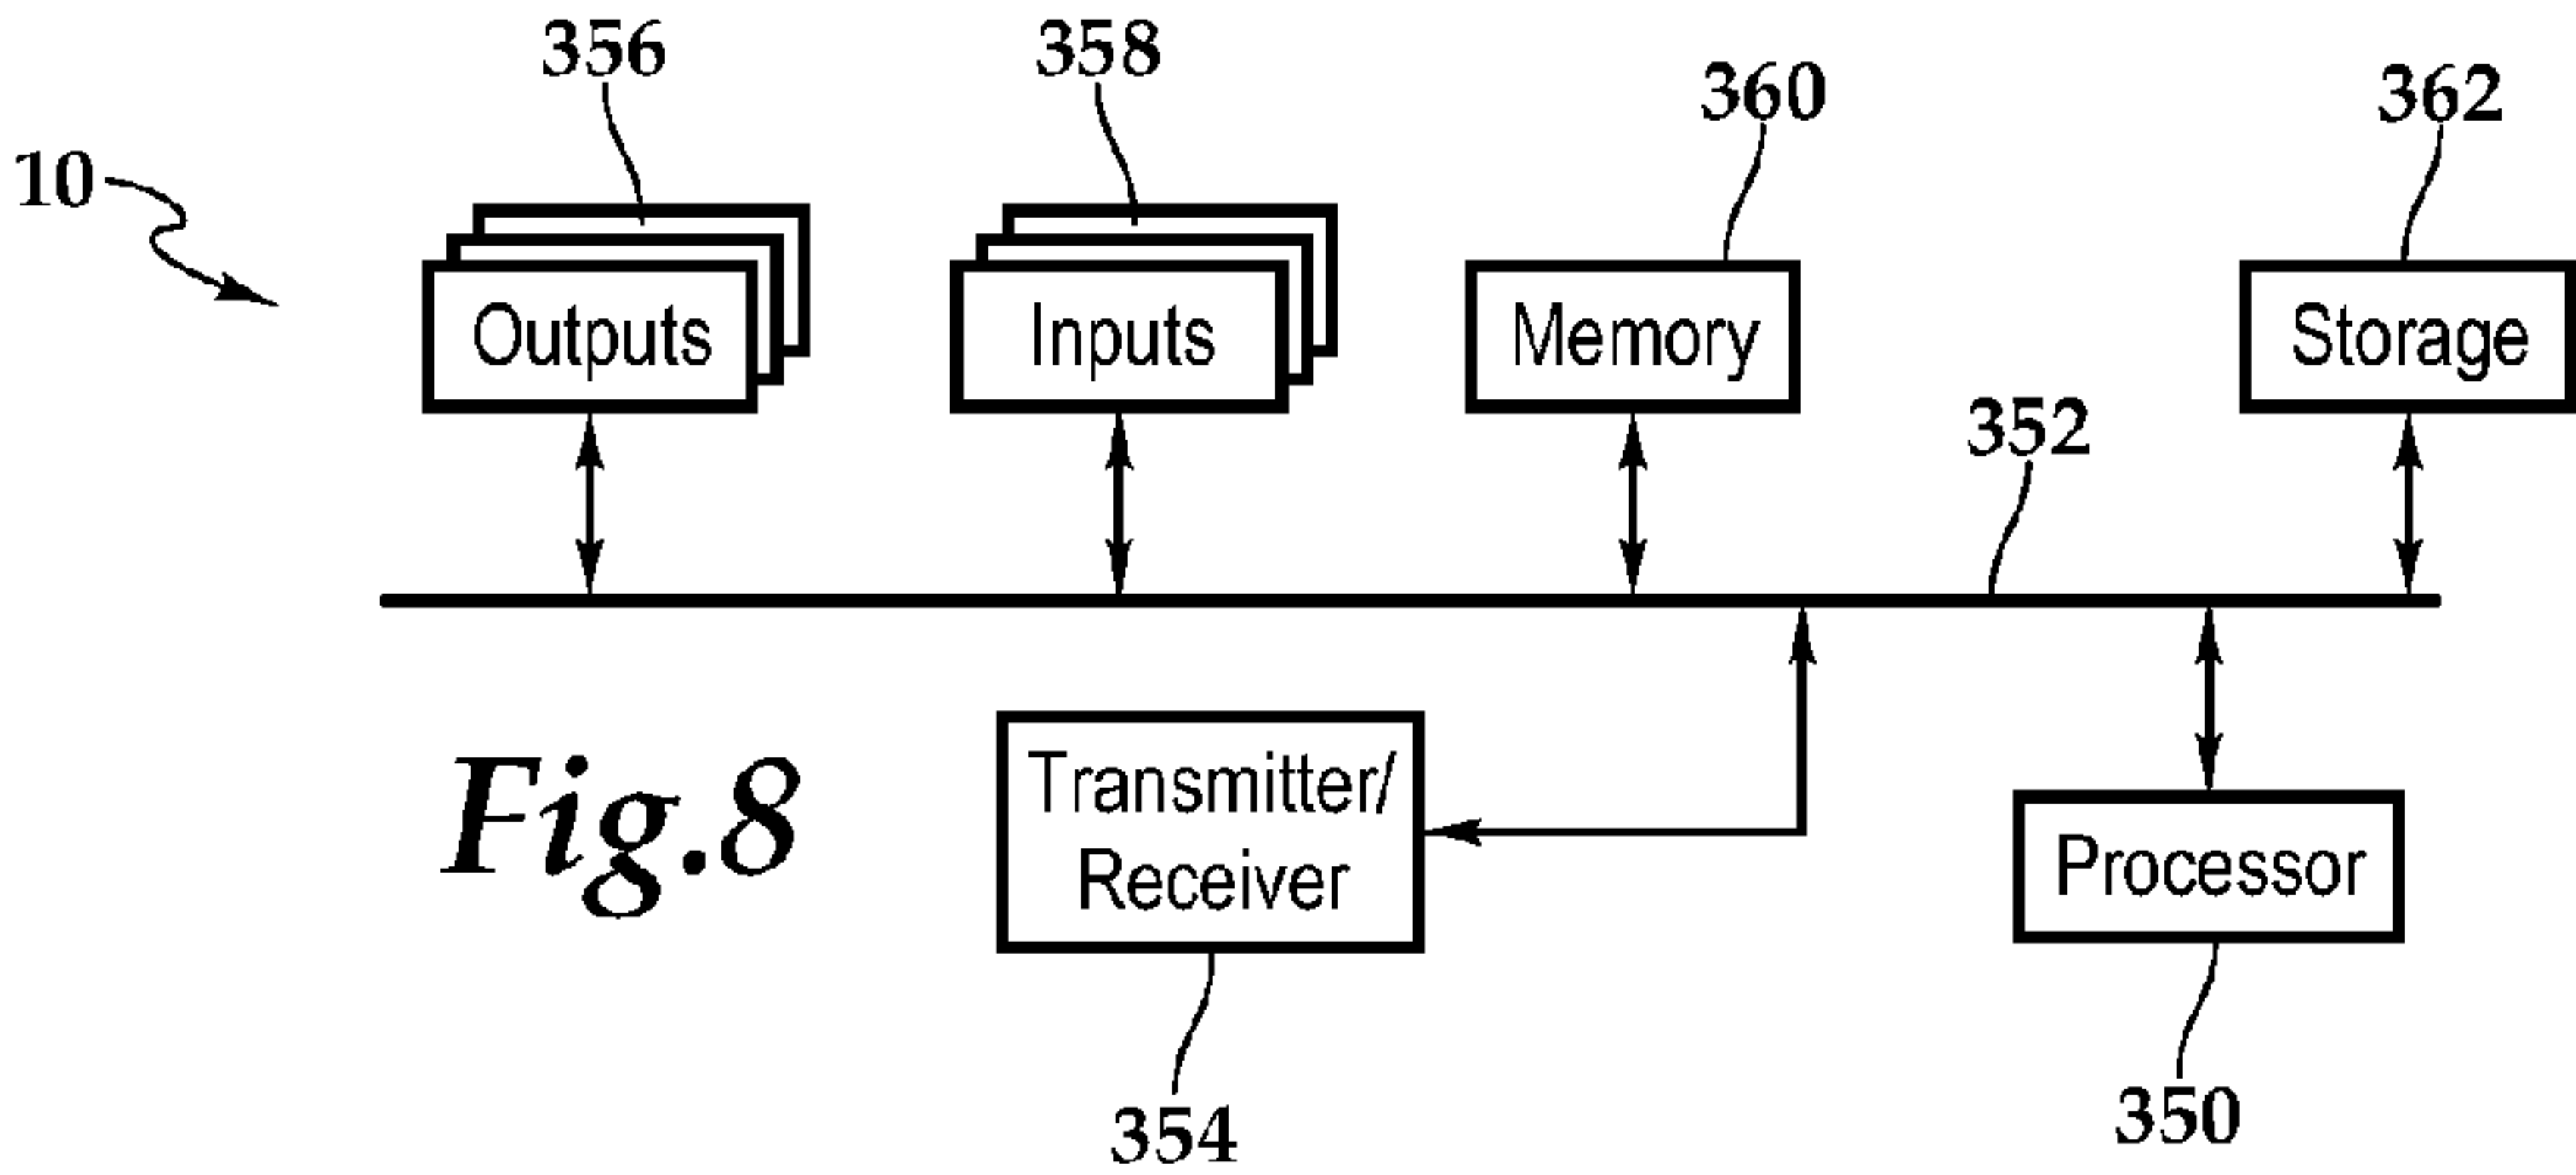 356
358
360
362
10
Outputs
Inputs
Memory
Storage
352
Transmitter/
Receiver
Processor
Fig.8
354
350